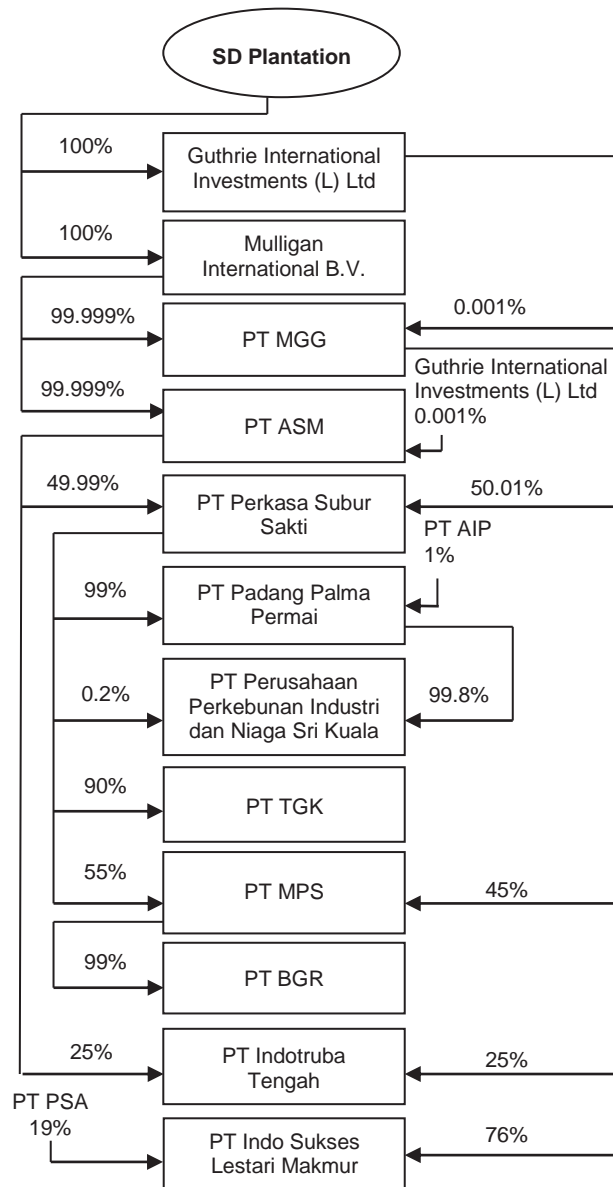 SD Plantation
100%
Guthrie International
Investments (L) Ltd
100%
Mulligan
International B.V.
99.999%
PT MGG
0.001%
99.999%
PT ASM
Guthrie International
Investments (L) Ltd
0.001%
49.99%
PT Perkasa Subur
Sakti
50.01%
PT AIP
1%
99%
PT Padang Palma
Permai
0.2%
PT Perusahaan
Perkebunan Industri
dan Niaga Sri Kuala
99.8%
90%
PT TGK
55%
PT MPS
45%
99%
PT BGR
25%
PT Indotruba
Tengah
25%
PT PSA
19%
PT Indo Sukses
Lestari Makmur
76%